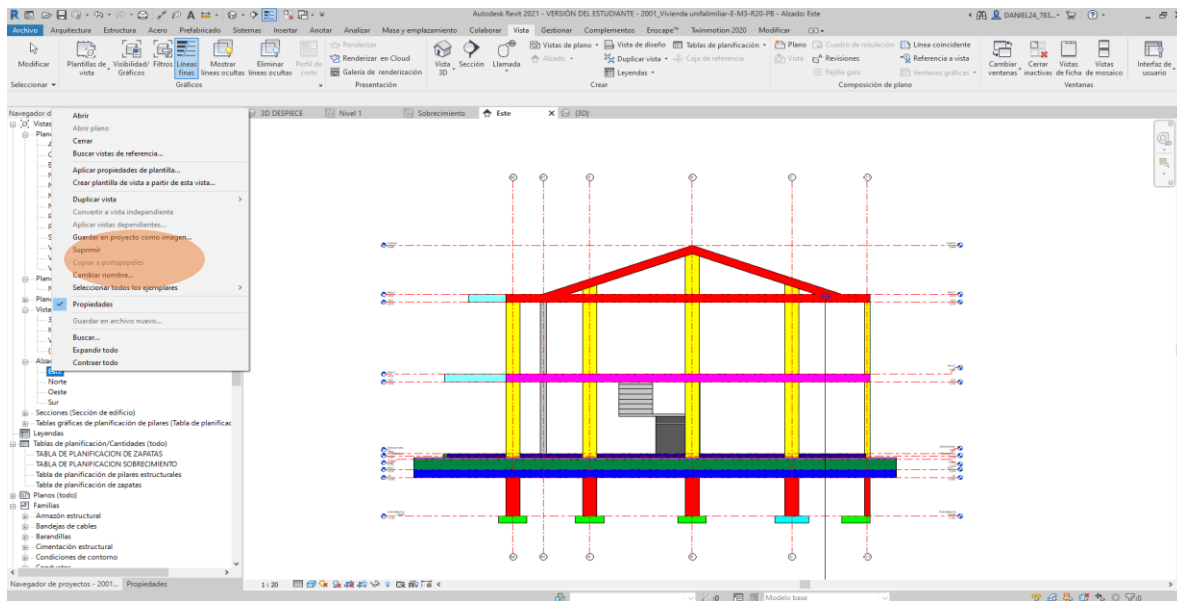 Autodesk Revit 2021 - VERSIÓN DEL ESTUDIANTE - 2001_Vivienda unifalimiliar-E-M3-R20-PB - Alzado: Este
DANIEL24_783...
Archivo Arquitectura Estructura Acero Prefabricado Sistemas Insertar Anotar Analizar Masa y emplazamiento Colaborar Vista Gestionar Complementos Enscape™ Twinmotion 2020 Modificar
Modificar
Plantillas de vista
Visibilidad/ Gráficos
Filtros
Líneas finas
Mostrar líneas ocultas
Eliminar líneas ocultas
Perfil de corte
Renderizar
Renderizar en Cloud
Galería de renderización
Vista 3D
Sección
Llamada
Vistas de plano
Alzado
Vista de diseño
Duplicar vista
Leyendas
Tablas de planificación
Caja de referencia
Plano
Vista
Cuadro de rotulación
Revisiones
Rejilla guía
Línea coincidente
Referencia a vista
Ventanas gráficos
Cambiar ventanas
Cerrar inactivas
Vistas de ficha
Vistas de mosaico
Interfaz de usuario
Seleccionar Gráficos Presentación Crear Composición de plano Ventanas
Navegador d
3D DESPIECE Nivel 1 Sobrecimiento Este (3D)
Vistas
Plan
Abrir
Abrir plano
Cerrar
Buscar vistas de referencia...
Aplicar propiedades de plantilla...
Crear plantilla de vista a partir de esta vista...
Duplicar vista
Convertir a vista independiente
Aplicar vistas dependientes...
Guardar en proyecto como imagen...
Suprimir
Copiar a portapapeles
Cambiar nombre...
Seleccionar todos los ejemplares
Propiedades
Guardar en archivo nuevo...
Buscar...
Expandir todo
Contraer todo
Plan
Plan
Vista
Alza
Este
Norte
Oeste
Sur
Secciones (Sección de edificio)
Tablas gráficas de planificación de pilares (Tabla de planificac
Leyendas
Tablas de planificación/Cantidades (todo)
TABLA DE PLANIFICACION DE ZAPATAS
TABLA DE PLANIFICACION SOBRECIMIENTO
Tabla de planificación de pilares estructurales
Tabla de planificación de zapatas
Planos (todo)
Familias
Armazón estructural
Bandejas de cables
Barandillas
Cimentación estructural
Condiciones de contorno
Navegador de proyectos - 2001... Propiedades
1 : 20
:0 Modelo base :0